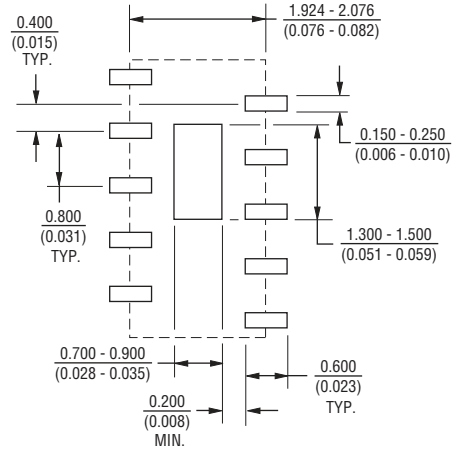 0.400
(0.015)
TYP.
1.924 - 2.076
(0.076 - 0.082)
0.150 - 0.250
(0.006 - 0.010)
0.800
(0.031)
TYP.
1.300 - 1.500
(0.051 - 0.059)
0.700 - 0.900
(0.028 - 0.035)
0.600
(0.023)
TYP.
0.200
(0.008)
MIN.